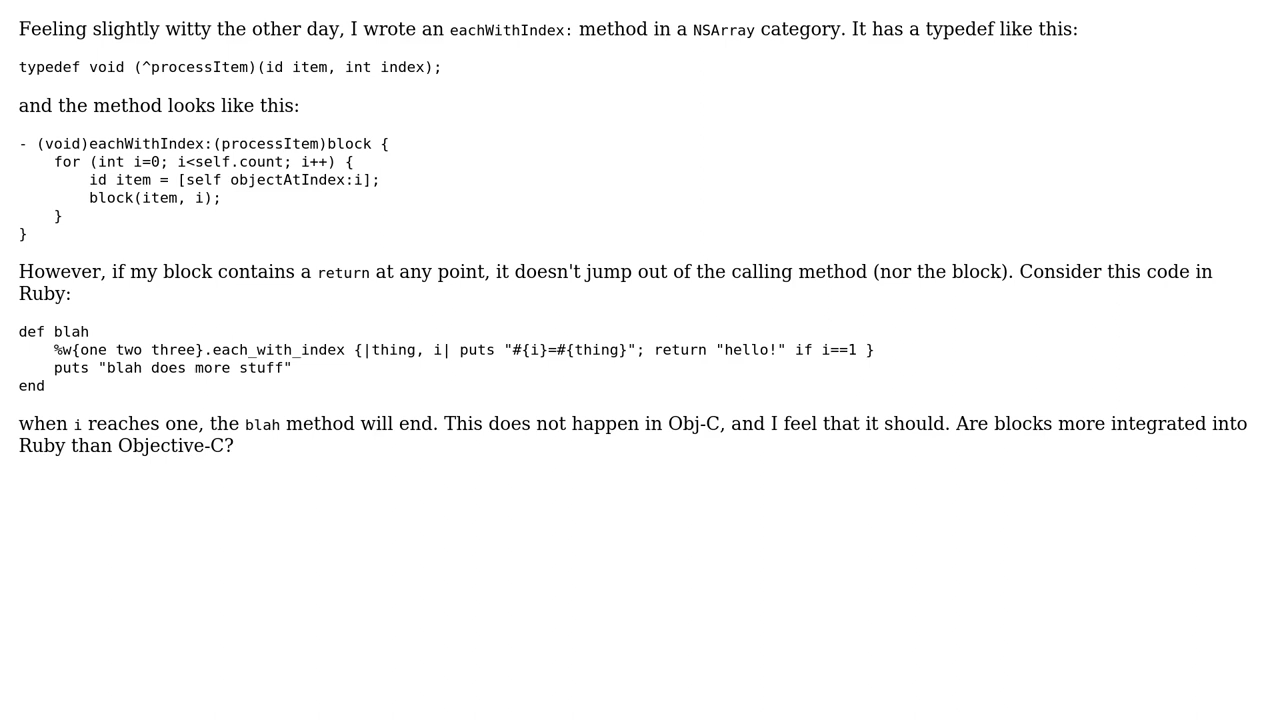 Feeling slightly witty the other day, I wrote an eachWithIndex: method in a NSArray category. It has a typedef like this:
typedef void (^processItem)(id item, int index);
and the method looks like this:
- (void)eachWithIndex:(processItem)block {
    for (int i=0; i<self.count; i++) {
        id item = [self objectAtIndex:i];
        block(item, i);
    }
}
However, if my block contains a return at any point, it doesn't jump out of the calling method (nor the block). Consider this code in
Ruby:
def blah
    %w{one two three}.each_with_index {|thing, i| puts "#{i}=#{thing}"; return "hello!" if i==1 }
    puts "blah does more stuff"
end
when i reaches one, the blah method will end. This does not happen in Obj-C, and I feel that it should. Are blocks more integrated into
Ruby than Objective-C?